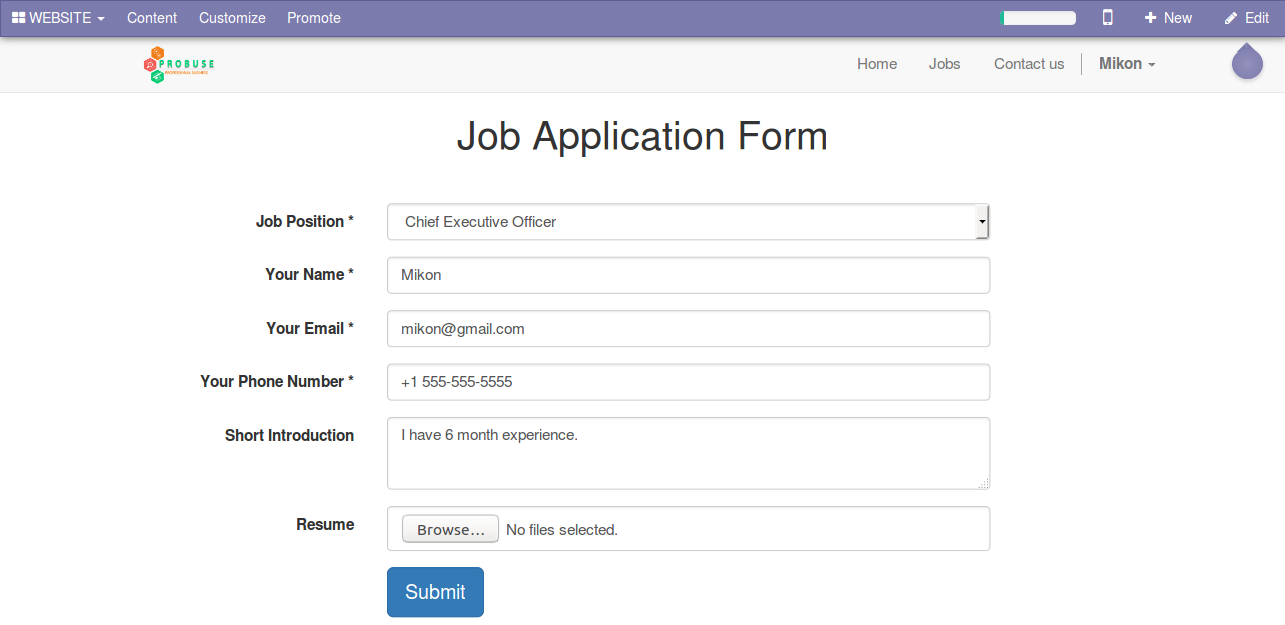 WEBSITE Content Customize Promote New Edit
PROBUSE
PROFESSIONAL BUSINESS
Home Jobs Contact us Mikon
Job Application Form
Job Position * Chief Executive Officer
Your Name * Mikon
Your Email * mikon@gmail.com
Your Phone Number * +1 555-555-5555
Short Introduction I have 6 month experience.
Resume Browse... No files selected.
Submit